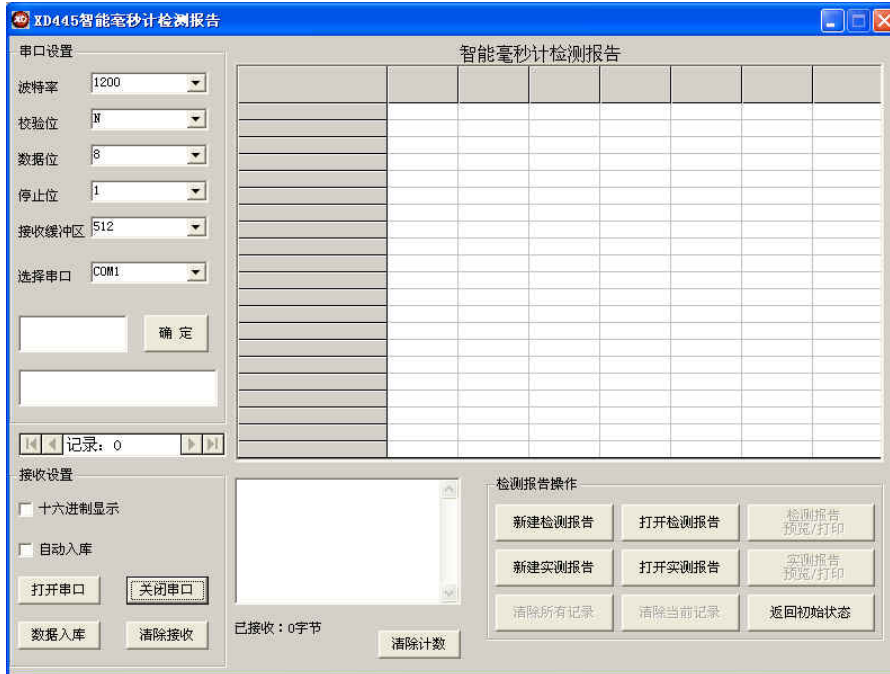 XD445智能毫秒计检测报告
串口设置
波特率 1200
校验位 N
数据位 8
停止位 1
接收缓冲区 512
选择串口 COM1
确 定
记录: 0
接收设置
十六进制显示
自动入库
打开串口
关闭串口
数据入库
清除接收
智能毫秒计检测报告
已接收：0字节
清除计数
检测报告操作
新建检测报告
打开检测报告
检测报告
预览/打印
新建实测报告
打开实测报告
实测报告
预览/打印
清除所有记录
清除当前记录
返回初始状态